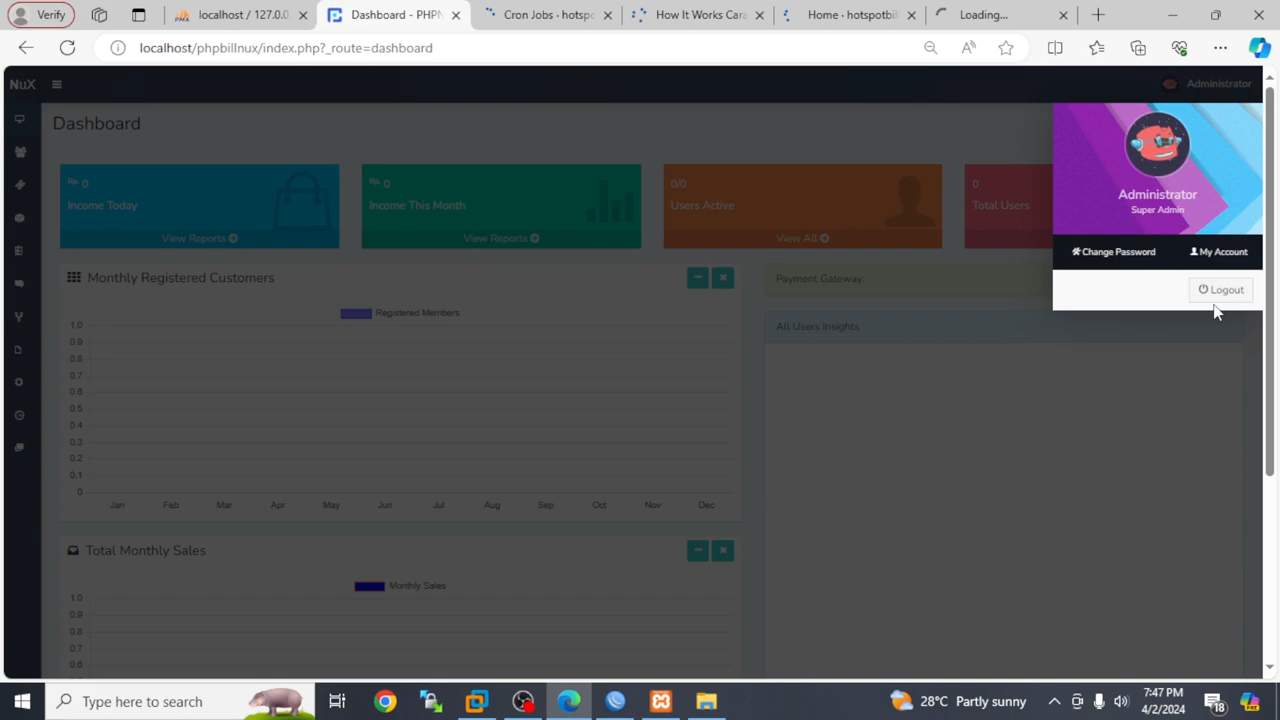 Verify
localhost / 127.0.0.
Dashboard - PHPN
Cron Jobs - hotsp
How It Works Cara
Home · hotspotbill
Loading...
localhost/phpbillnux/index.php?_route=dashboard
NuX
Administrator
Dashboard
Rp. 0
Income Today
View Reports
Rp. 0
Income This Month
View Reports
0/0
Users Active
View All
0
Total Users
Administrator
Super Admin
Change Password
My Account
Logout
Monthly Registered Customers
Registered Members
1.0
0.9
0.8
0.7
0.6
0.5
0.4
0.3
0.2
0.1
0
Jan Feb Mar Apr May Jun Jul Aug Sep Oct Nov Dec
Payment Gateway:
All Users Insights
Total Monthly Sales
Monthly Sales
1.0
0.9
0.8
0.7
0.6
Type here to search
28°C Partly sunny
7:47 PM
4/2/2024
18